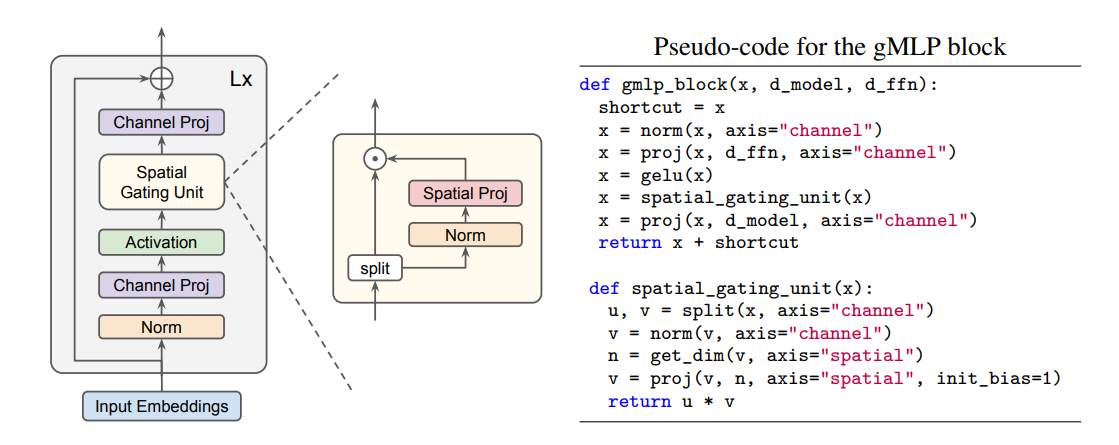 Lx
Channel Proj
Spatial
Gating Unit
Activation
Channel Proj
Norm
Input Embeddings
Spatial Proj
Norm
split
Pseudo-code for the gMLP block
def gmlp_block(x, d_model, d_ffn):
  shortcut = x
  x = norm(x, axis="channel")
  x = proj(x, d_ffn, axis="channel")
  x = gelu(x)
  x = spatial_gating_unit(x)
  x = proj(x, d_model, axis="channel")
  return x + shortcut
def spatial_gating_unit(x):
  u, v = split(x, axis="channel")
  v = norm(v, axis="channel")
  n = get_dim(v, axis="spatial")
  v = proj(v, n, axis="spatial", init_bias=1)
  return u * v